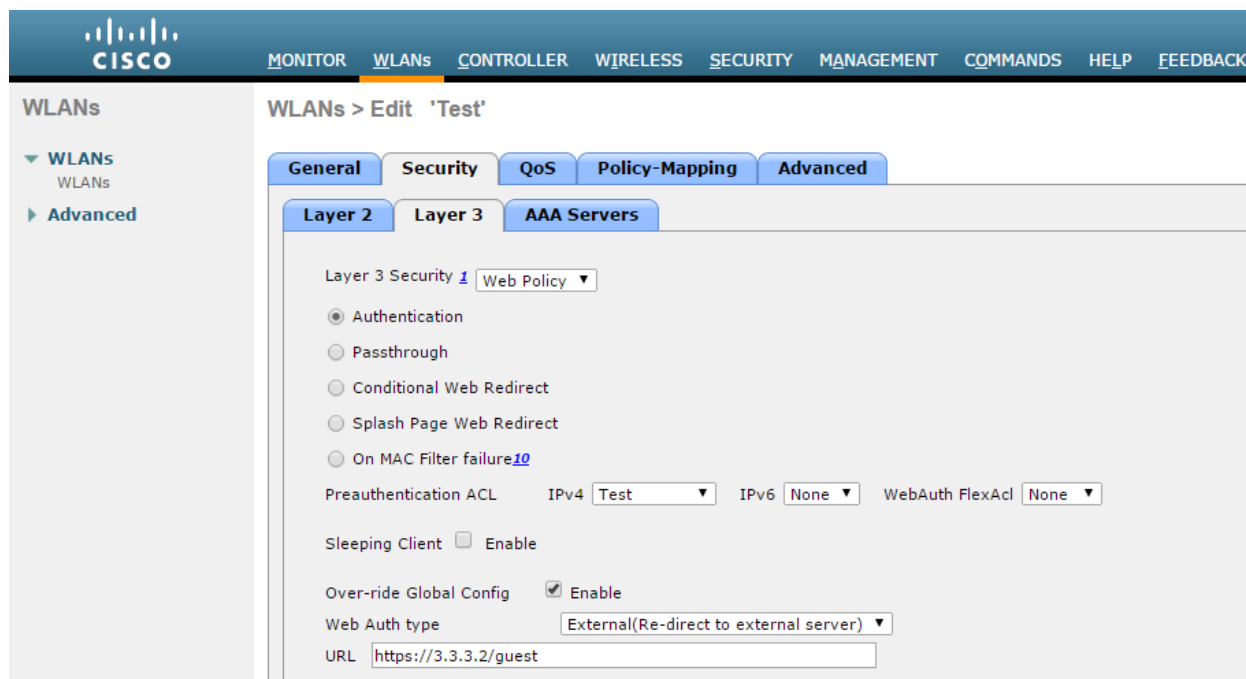 CISCO
MONITOR WLANs CONTROLLER WIRELESS SECURITY MANAGEMENT COMMANDS HELP FEEDBACK
WLANs
WLANs
WLANs
Advanced
WLANs > Edit 'Test'
General Security QoS Policy-Mapping Advanced
Layer 2 Layer 3 AAA Servers
Layer 3 Security 1 Web Policy
Authentication
Passthrough
Conditional Web Redirect
Splash Page Web Redirect
On MAC Filter failure10
Preauthentication ACL IPv4 Test IPv6 None WebAuth FlexAcl None
Sleeping Client Enable
Over-ride Global Config Enable
Web Auth type External(Re-direct to external server)
URL https://3.3.3.2/guest